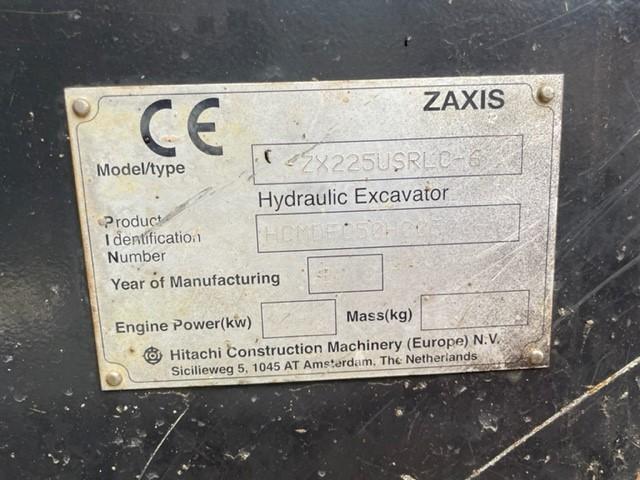 CE ZAXIS
Model/type ZX225USRLC-6
Hydraulic Excavator
Product
Identification
Number
Year of Manufacturing
Engine Power(kw) Mass(kg)
Hitachi Construction Machinery (Europe) N.V.
Sicilieweg 5, 1045 AT Amsterdam, The Netherlands